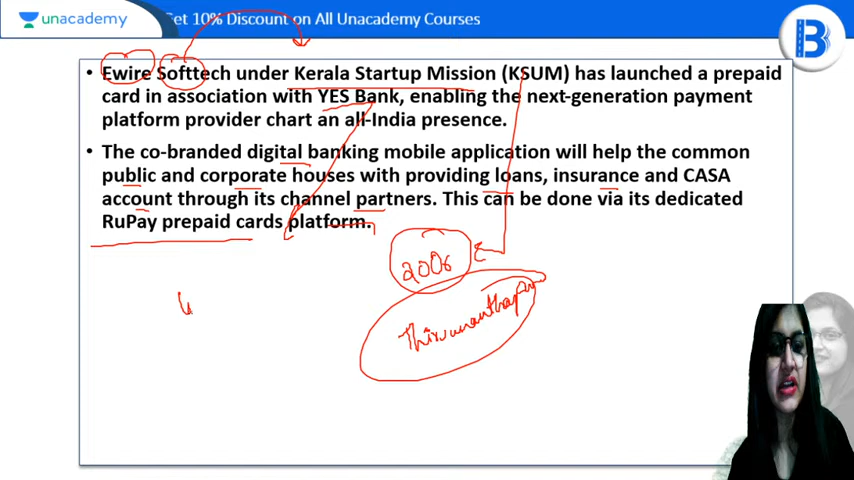 unacademy
Get 10% Discount on All Unacademy Courses
B
• Ewire Softtech under Kerala Startup Mission (KSUM) has launched a prepaid
card in association with YES Bank, enabling the next-generation payment
platform provider chart an all-India presence.
• The co-branded digital banking mobile application will help the common
public and corporate houses with providing loans, insurance and CASA
account through its channel partners. This can be done via its dedicated
RuPay prepaid cards platform.
2006